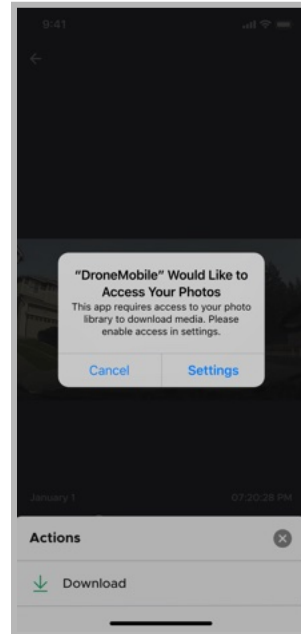 9:41
"DroneMobile" Would Like to
Access Your Photos
This app requires access to your photo
library to download media. Please
enable access in settings.
Cancel
Settings
January 1
07:20:28 PM
Actions
Download